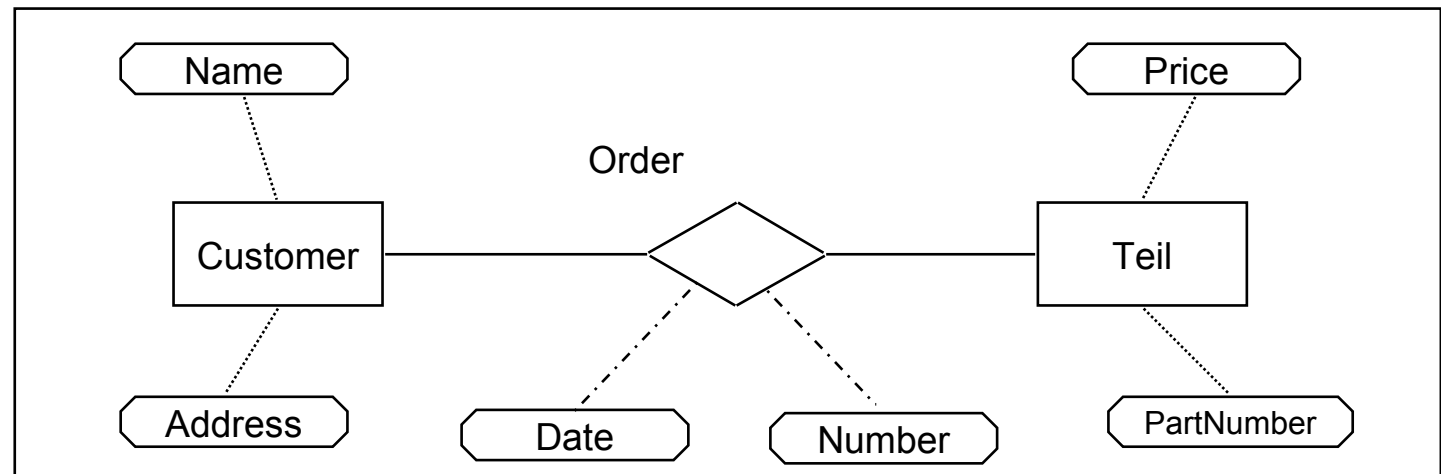 Name
Price
Order
Customer
Teil
Address
Date
Number
PartNumber